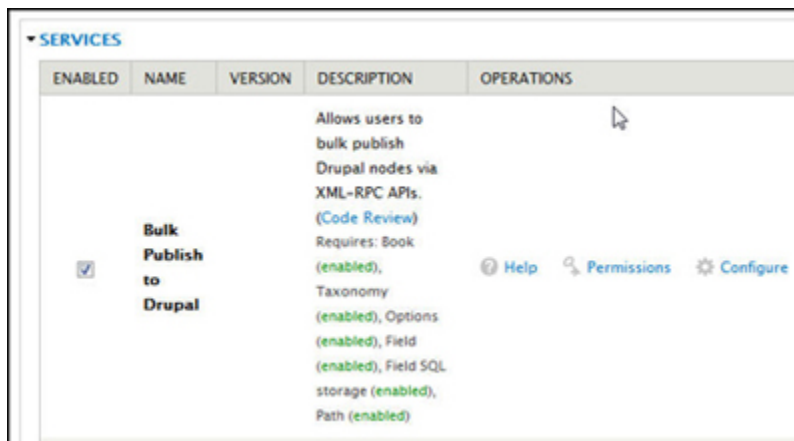 SERVICES
ENABLED NAME VERSION DESCRIPTION OPERATIONS
Allows users to
bulk publish
Drupal nodes via
XML-RPC APIs.
(Code Review)
Requires: Book
(enabled),
Taxonomy
(enabled), Options
(enabled), Field
(enabled), Field SQL
storage (enabled),
Path (enabled)
Bulk
Publish
to
Drupal
Help Permissions Configure